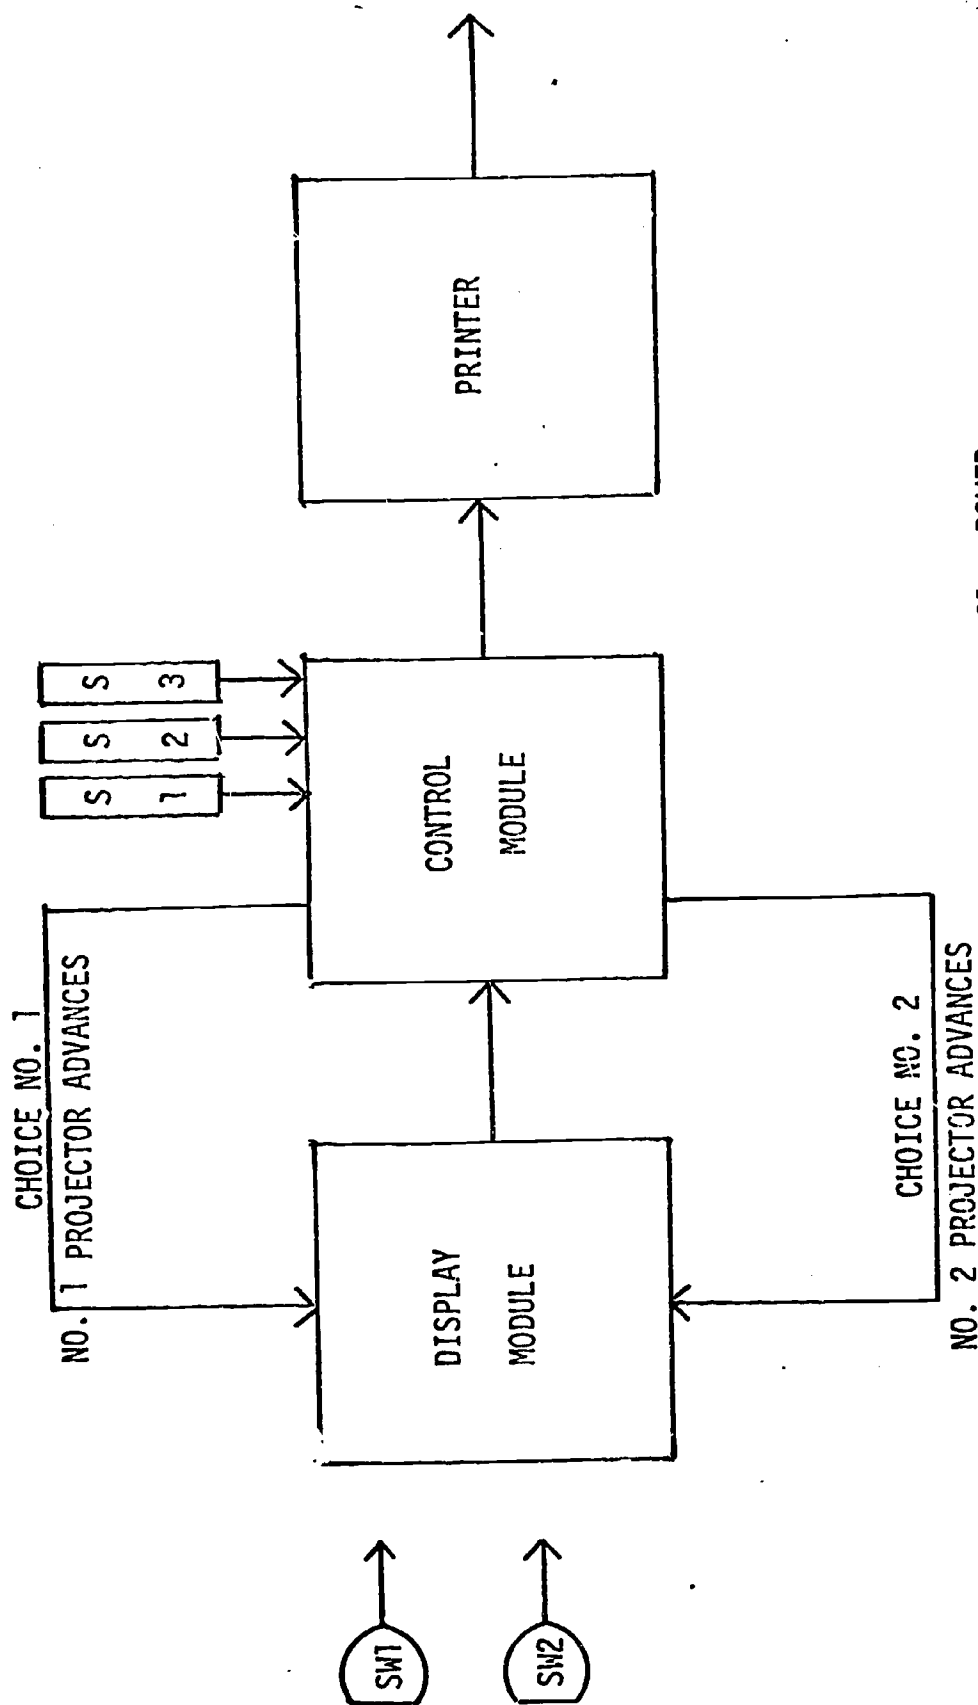 CHOICE NO. 1
NO. 1 PROJECTOR ADVANCES
S 1
S 2
S 3
SW1
SW2
DISPLAY
MODULE
CONTROL
MODULE
PRINTER
CHOICE NO. 2
NO. 2 PROJECTOR ADVANCES